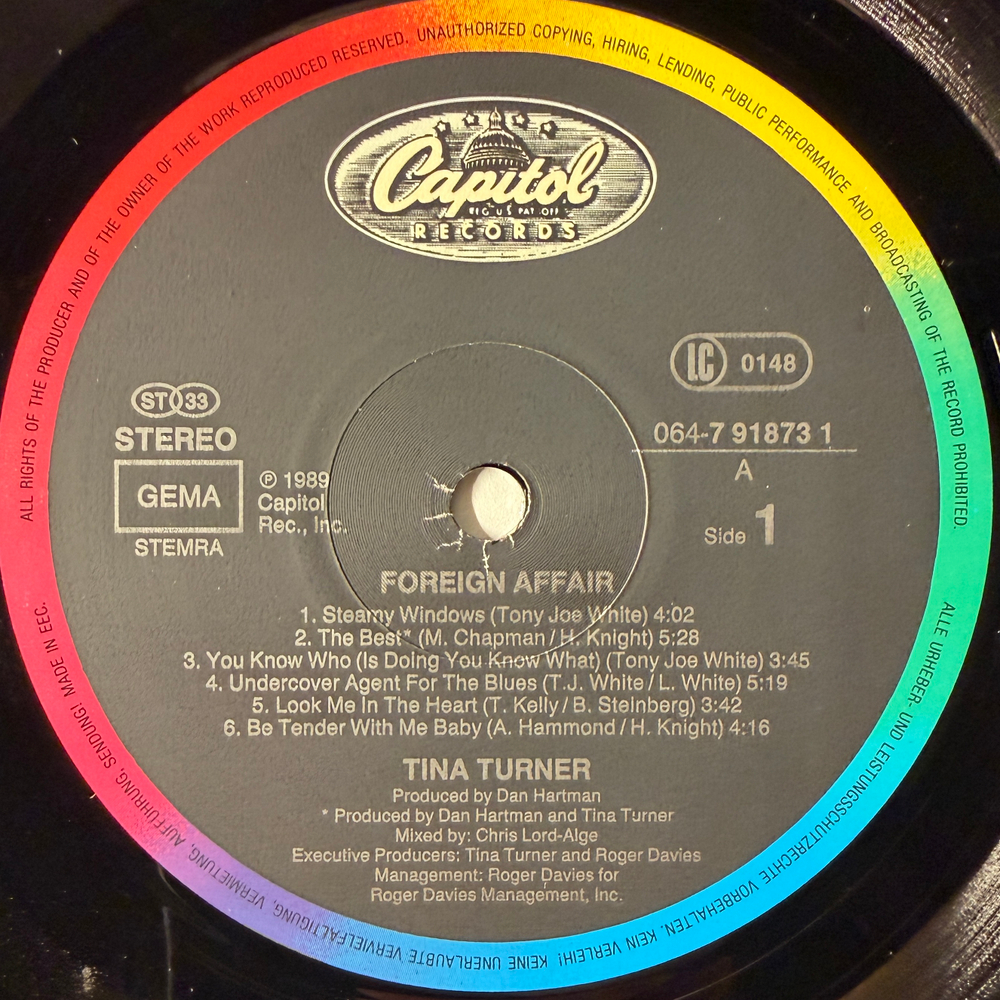 ALL RIGHTS OF THE PRODUCER AND OF THE OWNER OF THE WORK REPRODUCED RESERVED. UNAUTHORIZED COPYING, HIRING, LENDING, PUBLIC PERFORMANCE AND BROADCASTING OF THE RECORD PROHIBITED.
Capitol
REG. U.S. PAT. OFF.
RECORDS
LC 0148
ST 33
STEREO
GEMA
STEMRA
℗ 1989
Capitol
Rec., Inc.
064-7 91873 1
A
Side 1
FOREIGN AFFAIR
1. Steamy Windows (Tony Joe White) 4:02
2. The Best* (M. Chapman / H. Knight) 5:28
3. You Know Who (Is Doing You Know What) (Tony Joe White) 3:45
4. Undercover Agent For The Blues (T.J. White / L. White) 5:19
5. Look Me In The Heart (T. Kelly / B. Steinberg) 3:42
6. Be Tender With Me Baby (A. Hammond / H. Knight) 4:16
TINA TURNER
Produced by Dan Hartman
* Produced by Dan Hartman and Tina Turner
Mixed by: Chris Lord-Alge
Executive Producers: Tina Turner and Roger Davies
Management: Roger Davies for
Roger Davies Management, Inc.
ALLE URHEBER- UND LEISTUNGSSCHUTZRECHTE VORBEHALTEN. KEIN VERLEIH! KEINE UNERLAUBTE VERVIELFÄLTIGUNG, VERMIETUNG, AUFFÜHRUNG, SENDUNG! MADE IN EEC.